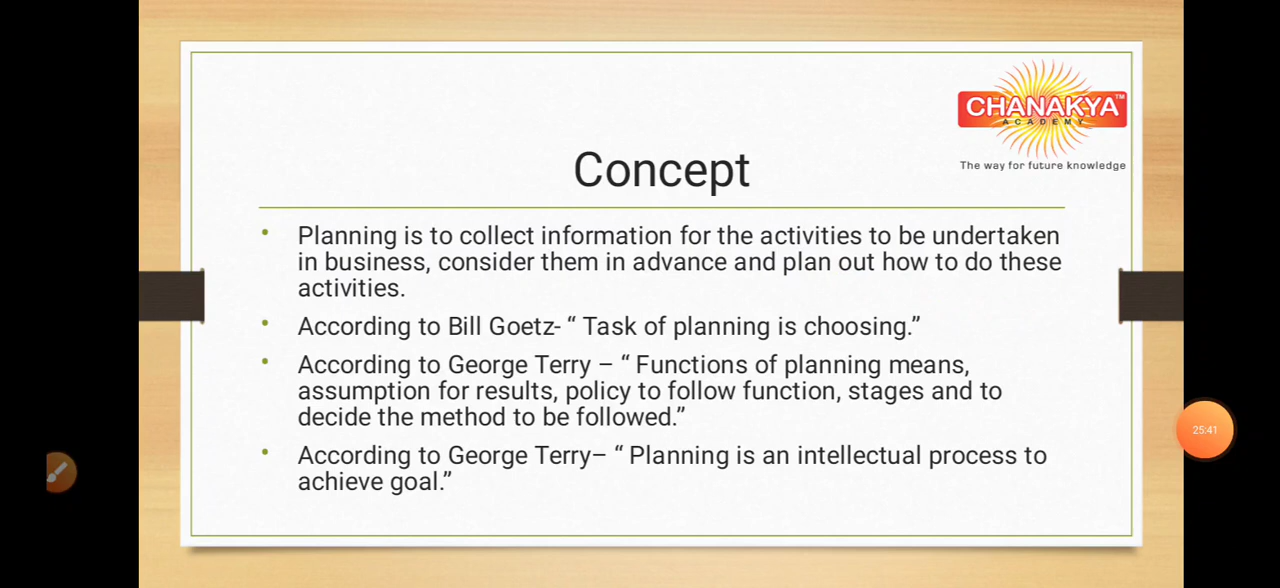 CHANAKYA™
ACADEMY
The way for future knowledge
Concept
• Planning is to collect information for the activities to be undertaken
in business, consider them in advance and plan out how to do these
activities.
• According to Bill Goetz- “ Task of planning is choosing.”
• According to George Terry – “ Functions of planning means,
assumption for results, policy to follow function, stages and to
decide the method to be followed.”
• According to George Terry– “ Planning is an intellectual process to
achieve goal.”
25:41